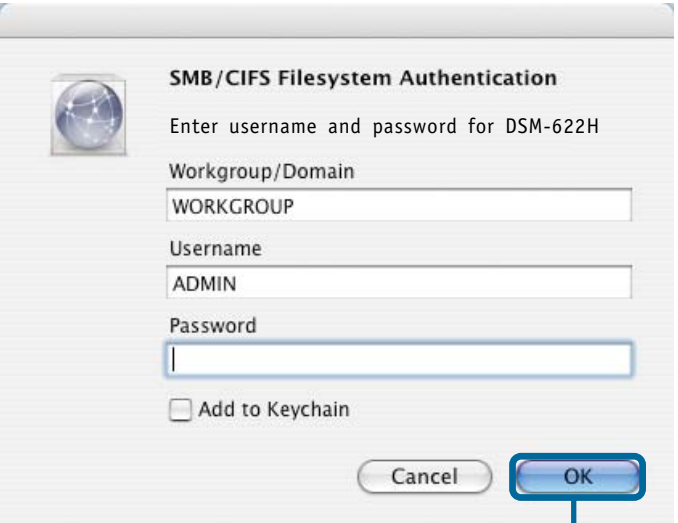 SMB/CIFS Filesystem Authentication
Enter username and password for DSM-622H
Workgroup/Domain
WORKGROUP
Username
ADMIN
Password
Add to Keychain
Cancel
OK